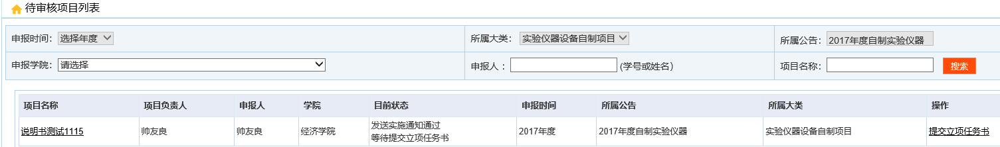 待审核项目列表
申报时间： 选择年度 所属大类： 实验仪器设备自制项目 所属公告： 2017年度自制实验仪器
申报学院： 请选择 申报人 ： (学号或姓名) 项目名称： 搜索
项目名称 项目负责人 申报人 学院 目前状态 申报时间 所属公告 所属大类 操作
说明书测试1115 帅友良 帅友良 经济学院 发送实施通知通过 2017年度 2017年度自制实验仪器 实验仪器设备自制项目 提交立项任务书
等待提交立项任务书